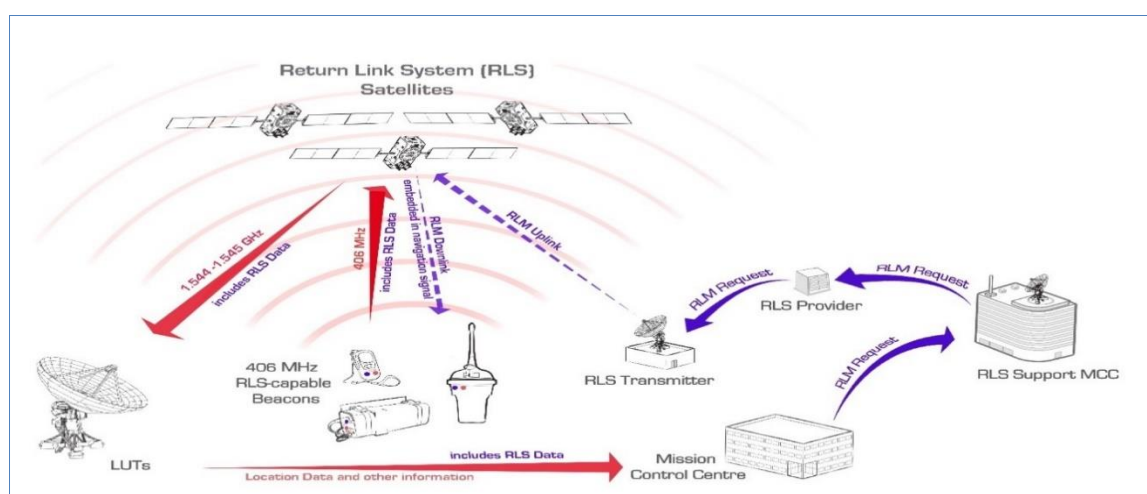 Return Link System (RLS)
Satellites
1.544 -1.545 GHz
includes RLS Data
406 MHz
includes RLS Data
RLM Downlink
embedded in navigation signal
RLM Uplink
RLM Request
RLM Request
RLS Provider
RLS Transmitter
RLS Support MCC
RLM Request
406 MHz
RLS-capable
Beacons
LUTs
includes RLS Data
Location Data and other information
Mission
Control Centre